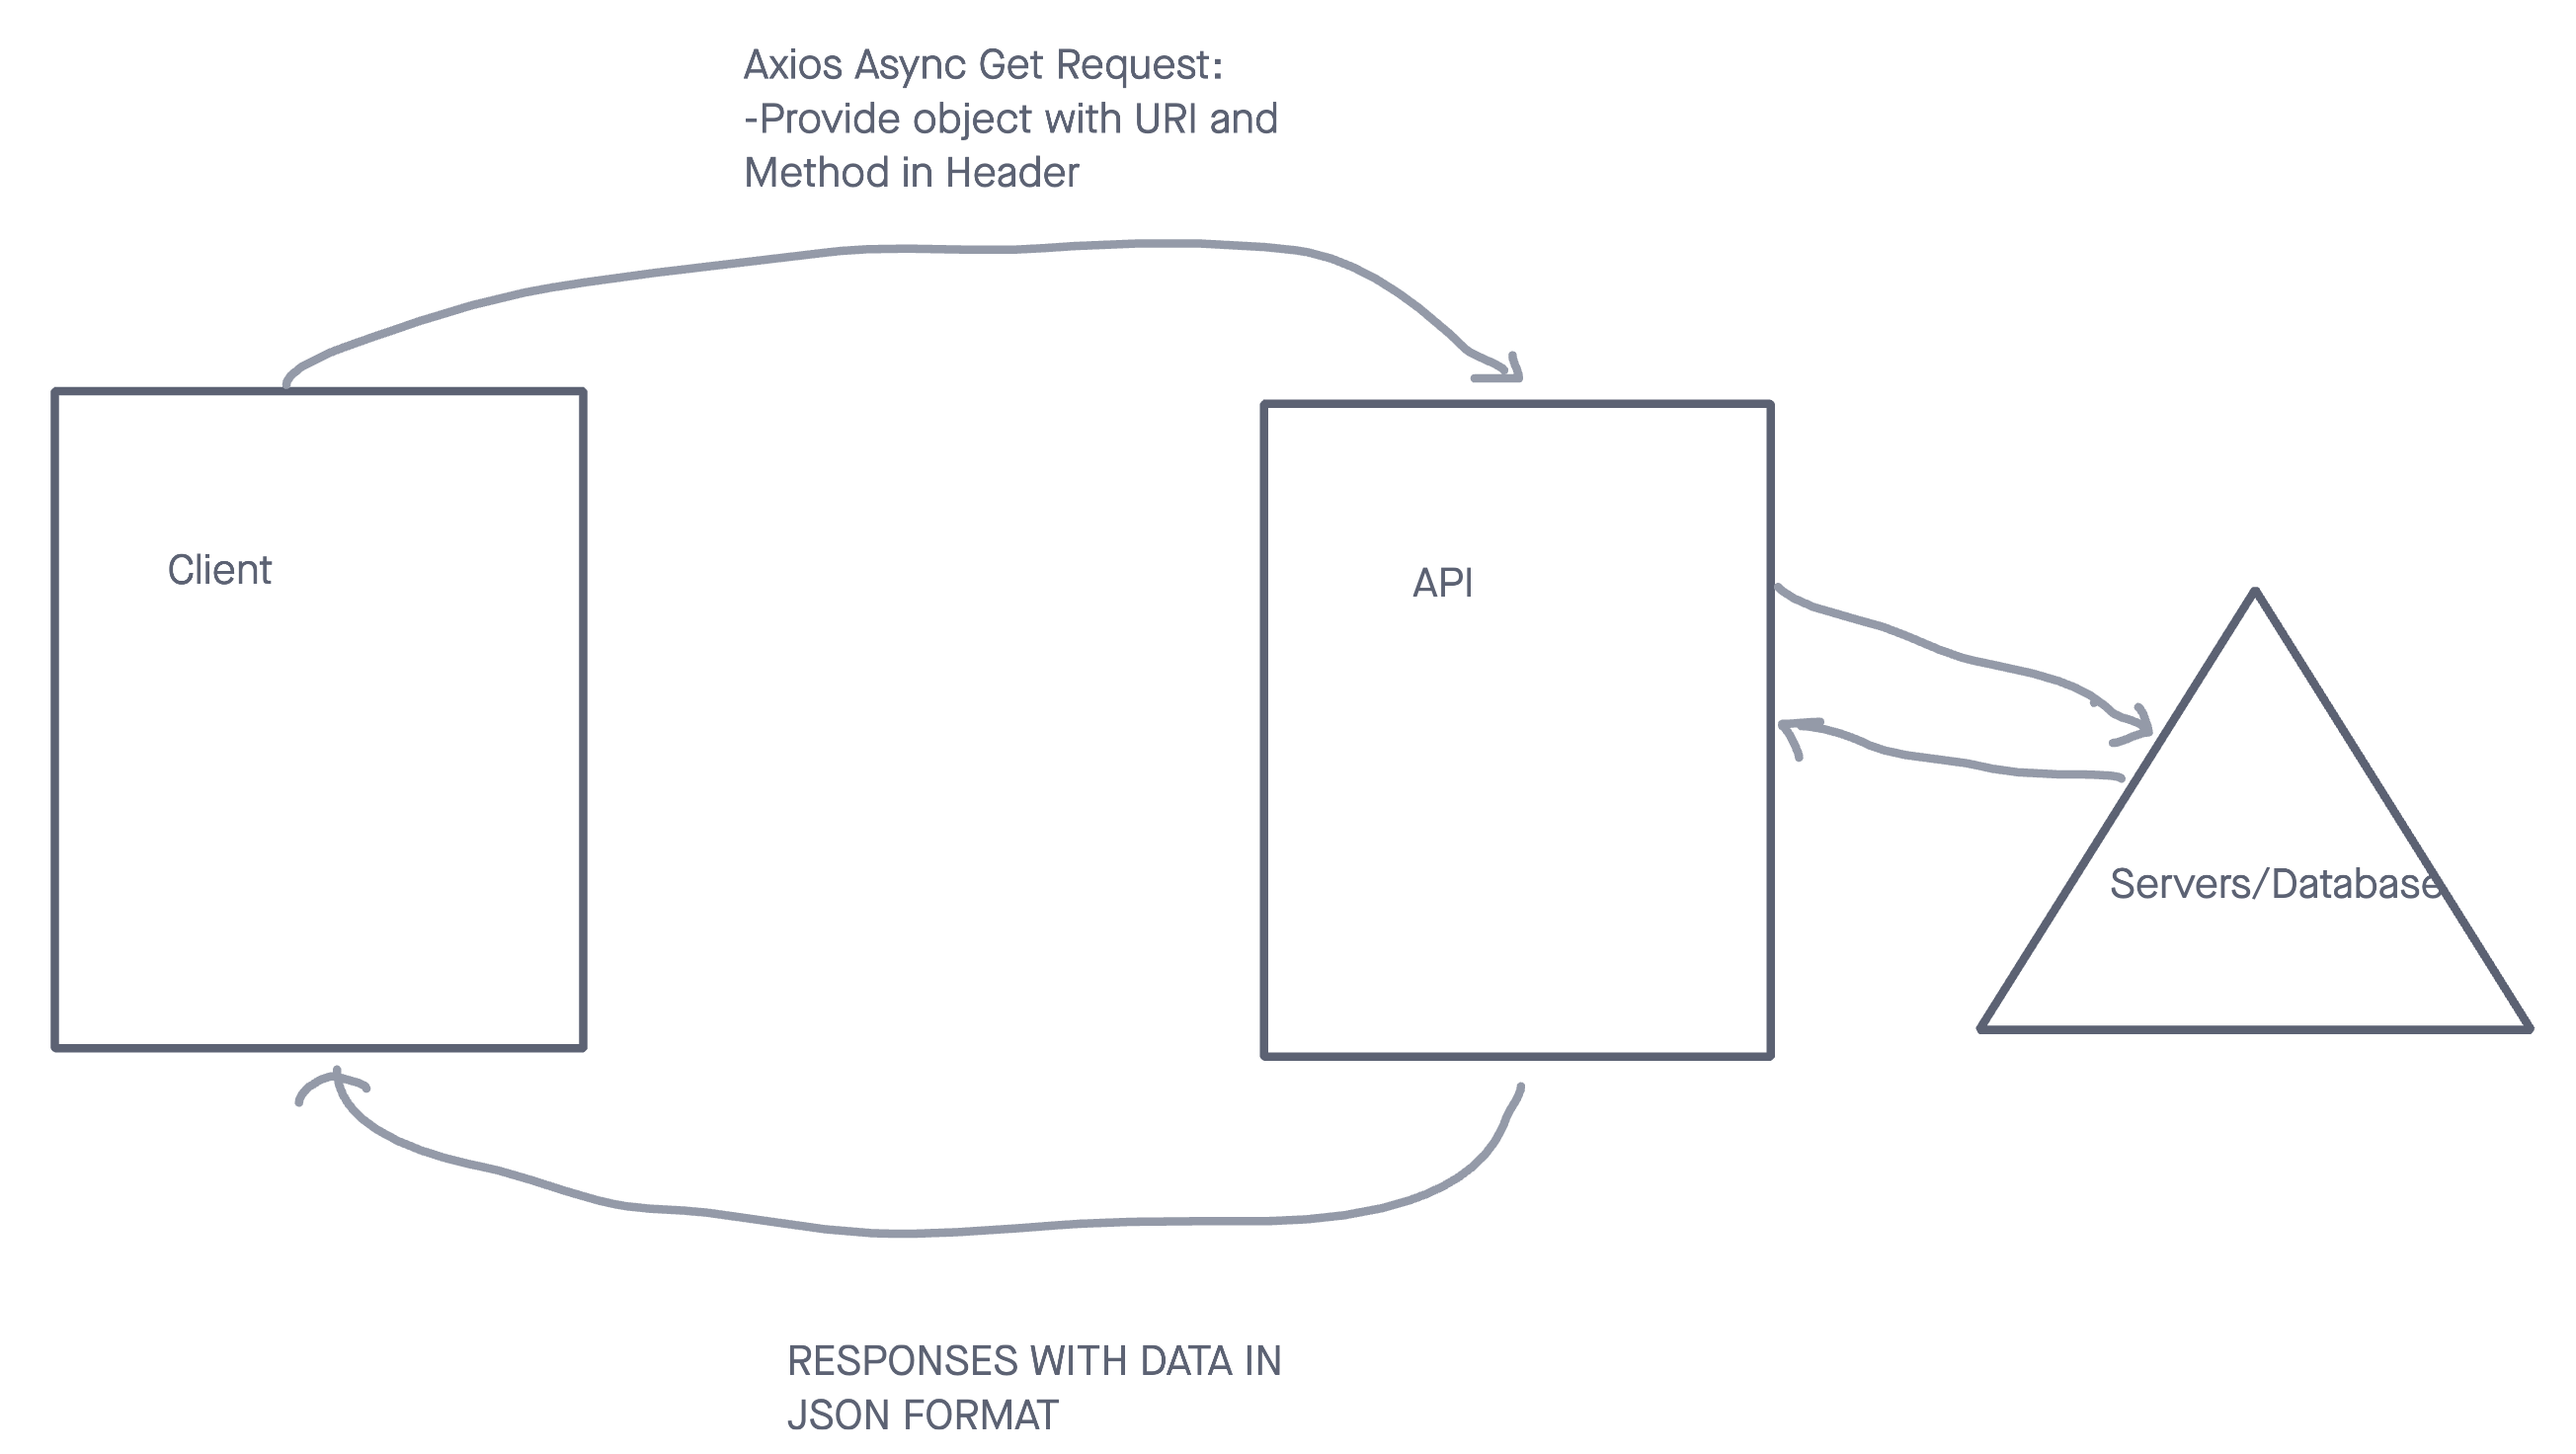 Axios Async Get Request:
-Provide object with URI and
Method in Header
Client
API
Servers/Database
RESPONSES WITH DATA IN
JSON FORMAT